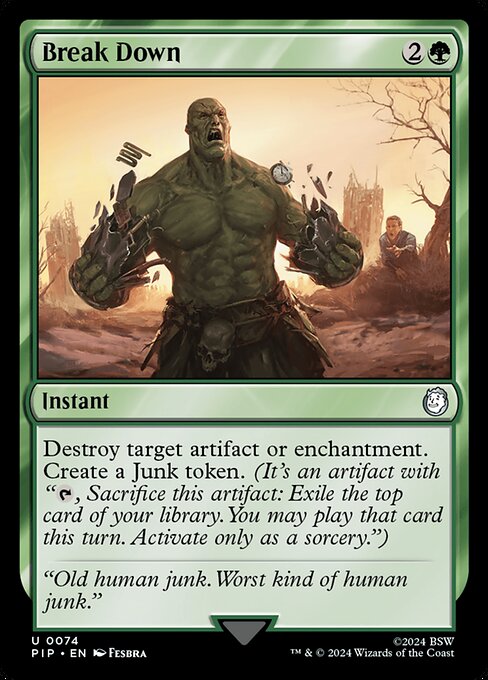 Break Down 2
Instant
Destroy target artifact or enchantment.
Create a Junk token. (It's an artifact with
“, Sacrifice this artifact: Exile the top
card of your library. You may play that card
this turn. Activate only as a sorcery.”)
“Old human junk. Worst kind of human
junk.”
U 0074
PIP • EN Fesbra
©2024 BSW
™ & © 2024 Wizards of the Coast